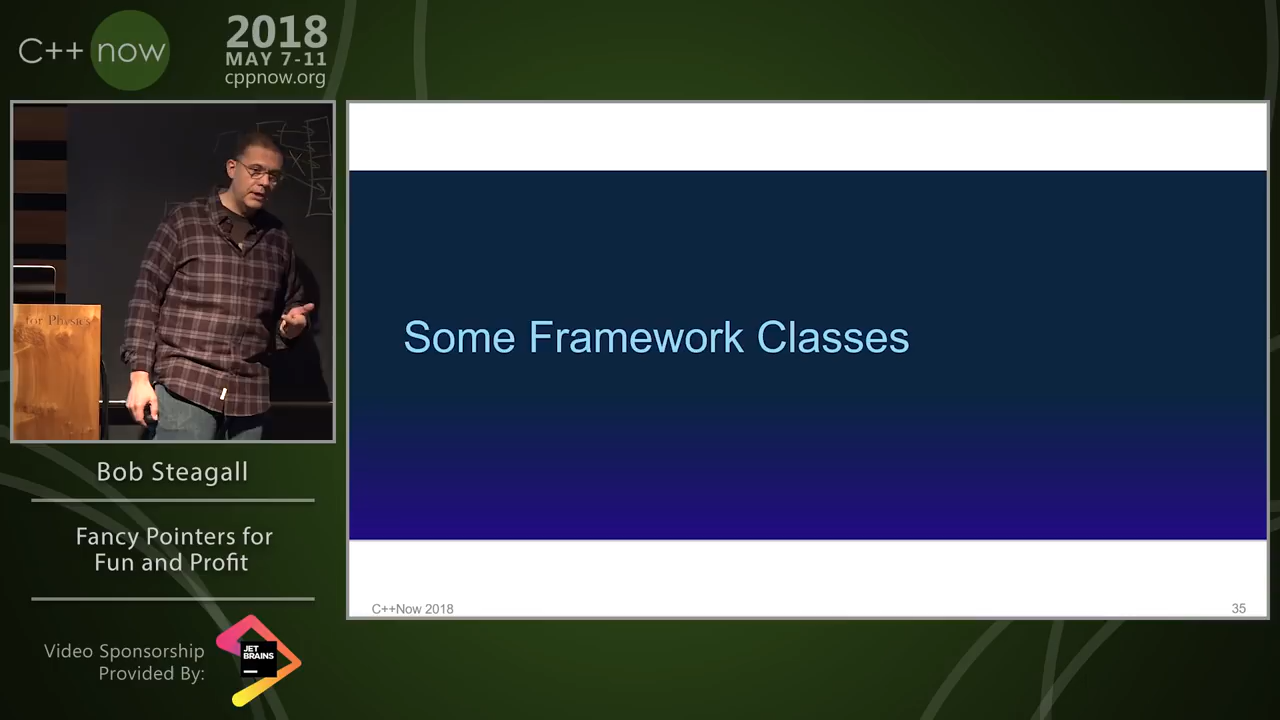 C++ now
2018
MAY 7-11
cppnow.org
for Physics
Some Framework Classes
C++Now 2018
35
Bob Steagall
Fancy Pointers for
Fun and Profit
Video Sponsorship
Provided By:
JET
BRAINS